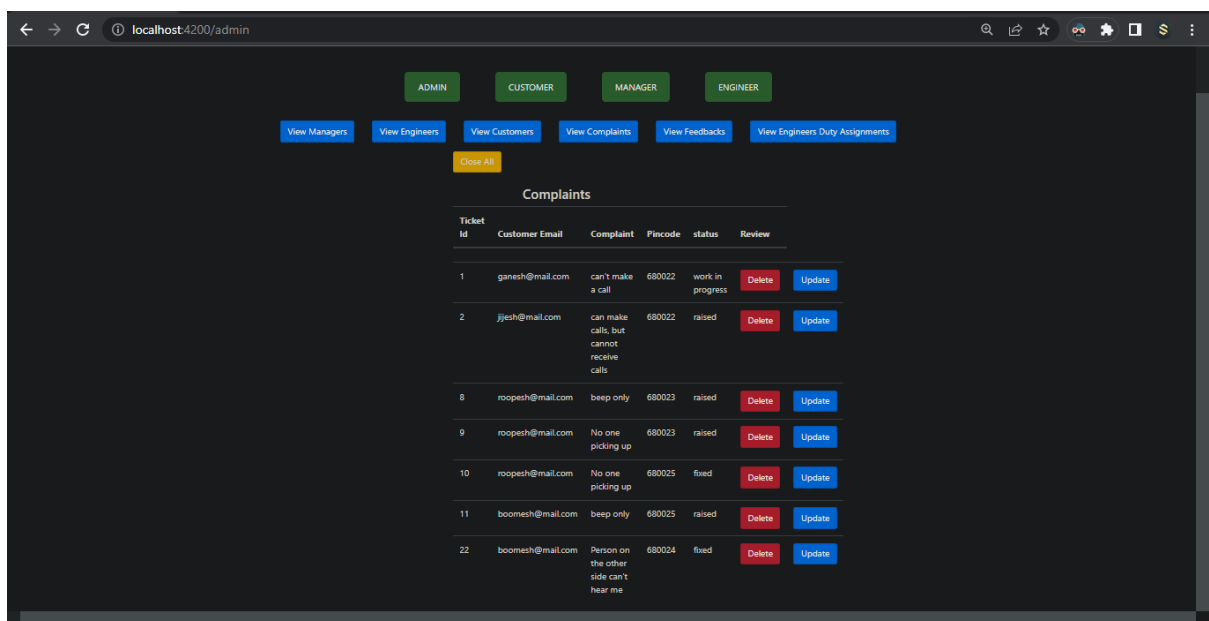 localhost:4200/admin
S
ADMIN CUSTOMER MANAGER ENGINEER
View Managers View Engineers View Customers View Complaints View Feedbacks View Engineers Duty Assignments
Close All
Complaints
Ticket
Id Customer Email Complaint Pincode status Review
1 ganesh@mail.com can't make 680022 work in Delete Update
a call progress
2 jijesh@mail.com can make 680022 raised Delete Update
calls, but
cannot
receive
calls
8 roopesh@mail.com beep only 680023 raised Delete Update
9 roopesh@mail.com No one 680023 raised Delete Update
picking up
10 roopesh@mail.com No one 680025 fixed Delete Update
picking up
11 boomesh@mail.com beep only 680025 raised Delete Update
22 boomesh@mail.com Person on 680024 fixed Delete Update
the other
side can't
hear me